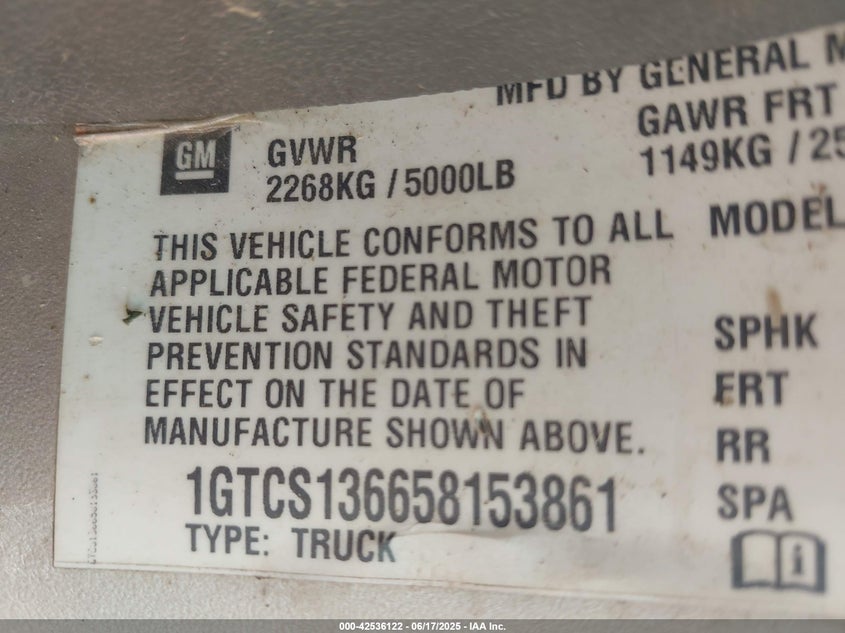 MFD BY GENERAL M
GM
GVWR
2268KG / 5000LB
GAWR FRT
1149KG / 25
THIS VEHICLE CONFORMS TO ALL
APPLICABLE FEDERAL MOTOR
VEHICLE SAFETY AND THEFT
PREVENTION STANDARDS IN
EFFECT ON THE DATE OF
MANUFACTURE SHOWN ABOVE.
1GTCS136658153861
TYPE: TRUCK
MODEL
SPHK
FRT
RR
SPA
i
000-42536122 - 06/17/2025 - IAA Inc.